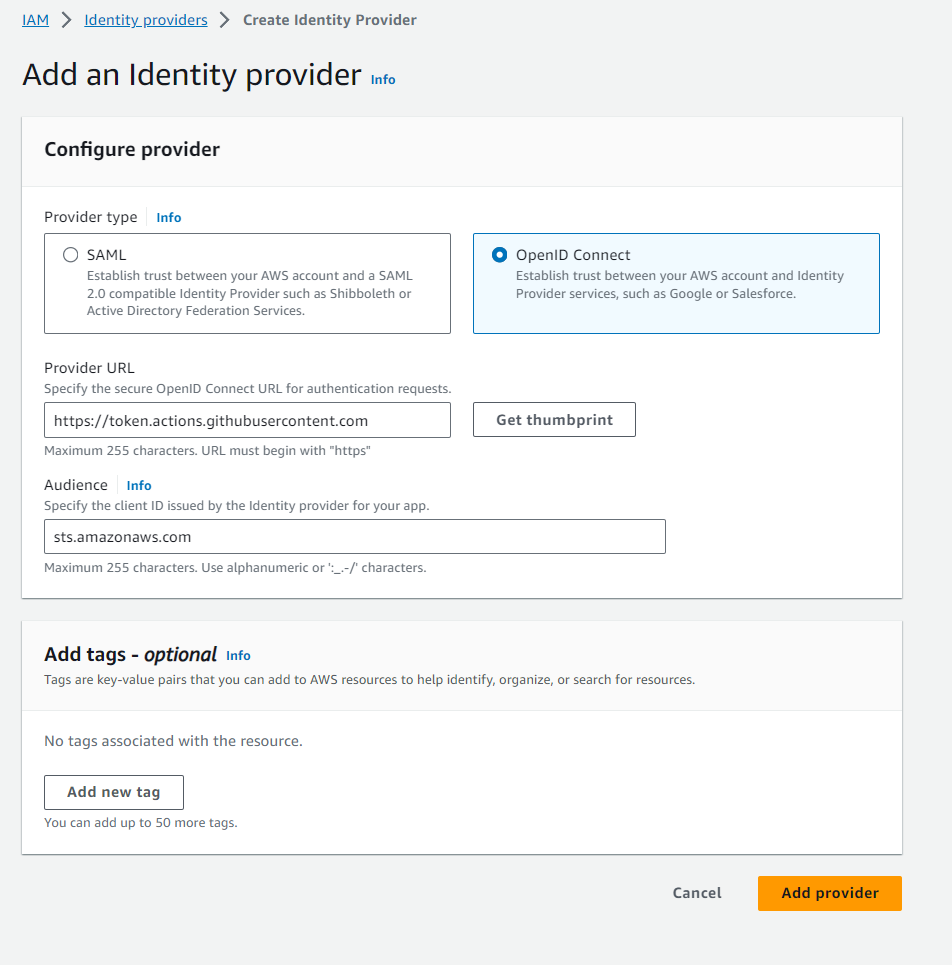 IAM > Identity providers > Create Identity Provider
Add an Identity provider Info
Configure provider
Provider type Info
SAML
Establish trust between your AWS account and a SAML
2.0 compatible Identity Provider such as Shibboleth or
Active Directory Federation Services.
OpenID Connect
Establish trust between your AWS account and Identity
Provider services, such as Google or Salesforce.
Provider URL
Specify the secure OpenID Connect URL for authentication requests.
https://token.actions.githubusercontent.com
Get thumbprint
Maximum 255 characters. URL must begin with "https"
Audience Info
Specify the client ID issued by the Identity provider for your app.
sts.amazonaws.com
Maximum 255 characters. Use alphanumeric or ':_.-/' characters.
Add tags - optional Info
Tags are key-value pairs that you can add to AWS resources to help identify, organize, or search for resources.
No tags associated with the resource.
Add new tag
You can add up to 50 more tags.
Cancel
Add provider